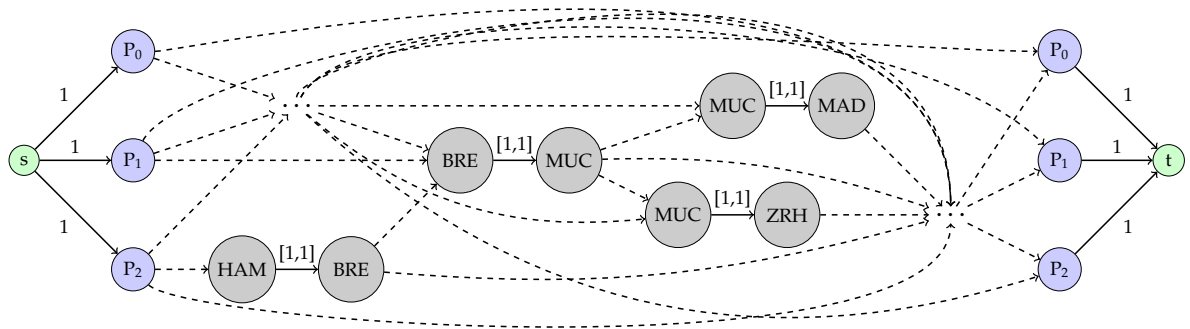 P0 P0
1 MUC [1,1] MAD 1
s 1 P1 BRE [1,1] MUC P1 1 t
1 MUC [1,1] ZRH 1
P2 HAM [1,1] BRE P2